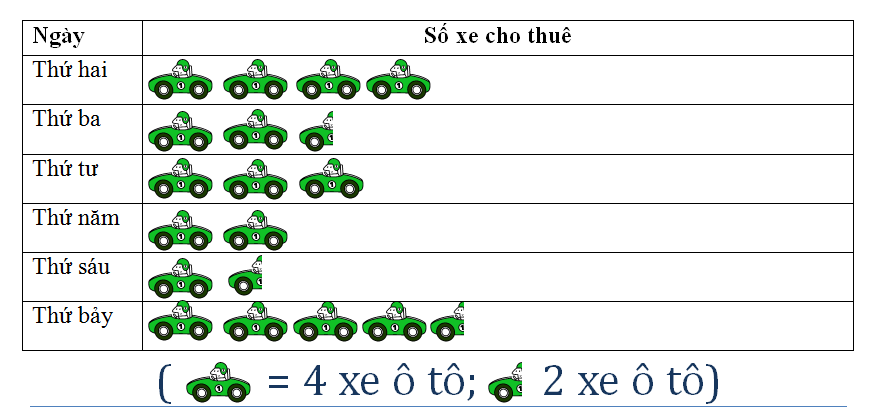 Ngày Số xe cho thuê
Thứ hai
Thứ ba
Thứ tư
Thứ năm
Thứ sáu
Thứ bảy
( = 4 xe ô tô; 2 xe ô tô)